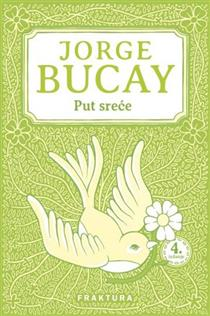 JORGE
BUCAY
Put sreće
4.
izdanje
FRAKTURA